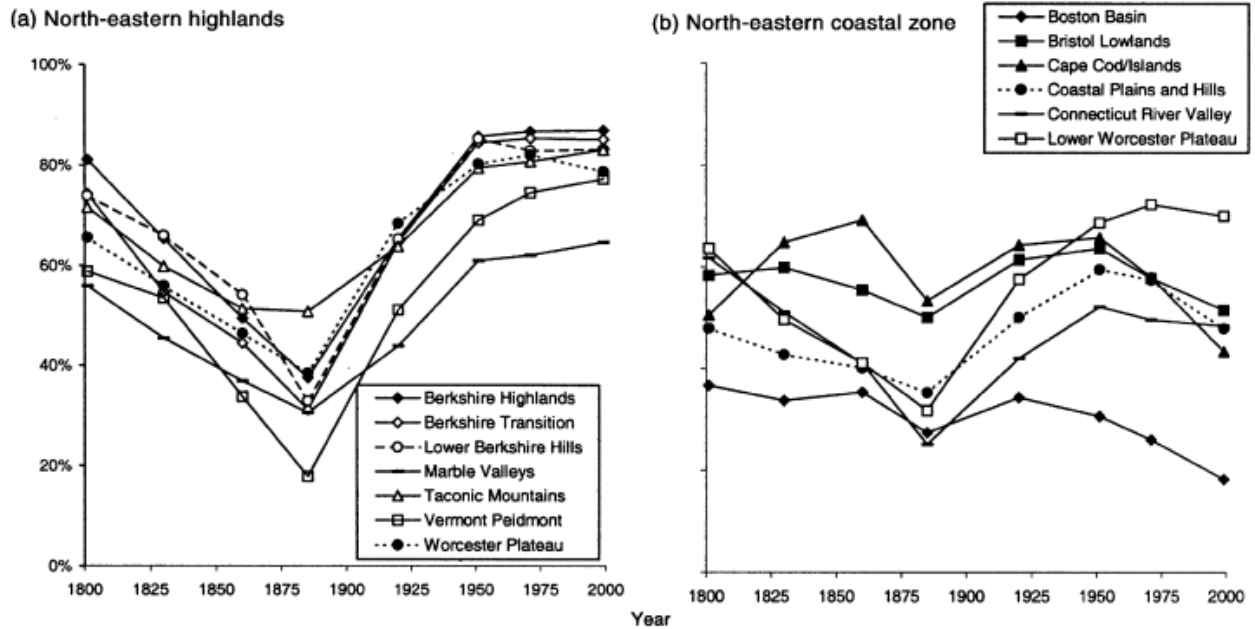 (a) North-eastern highlands
100%
80%
60%
40%
20%
0%
1800 1825 1850 1875 1900 1925 1950 1975 2000
Berkshire Highlands
Berkshire Transition
Lower Berkshire Hills
Marble Valleys
Taconic Mountains
Vermont Peidmont
Worcester Plateau
(b) North-eastern coastal zone
Boston Basin
Bristol Lowlands
Cape Cod/Islands
Coastal Plains and Hills
Connecticut River Valley
Lower Worcester Plateau
1800 1825 1850 1875 1900 1925 1950 1975 2000
Year